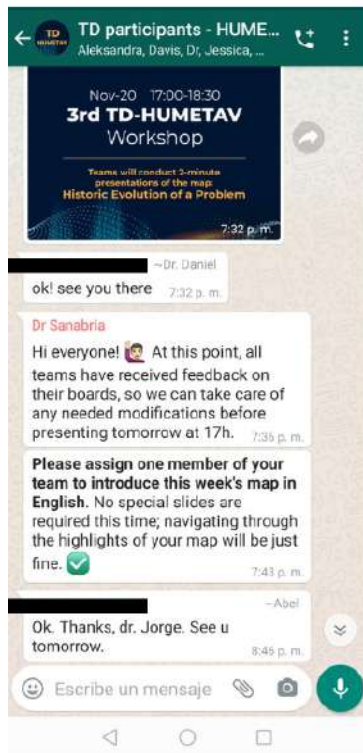 TD participants - HUME...
TD
HUMETAV
Aleksandra, Davis, Dr, Jessica, ...
Nov-20 17:00-18:30
3rd TD-HUMETAV
Workshop
Teams will conduct 2-minute
presentations of the map:
Historic Evolution of a Problem
7:32 p. m.
~Dr. Daniel
ok! see you there 7:32 p. m.
Dr Sanabria
Hi everyone! 🙋🏻 At this point, all
teams have received feedback on
their boards, so we can take care of
any needed modifications before
presenting tomorrow at 17h. 7:35 p. m.
Please assign one member of your
team to introduce this week's map in
English. No special slides are
required this time; navigating through
the highlights of your map will be just
fine. ✅
7:43 p. m.
~Abel
Ok. Thanks, dr. Jorge. See u
tomorrow.
8:46 p. m.
Escribe un mensaje